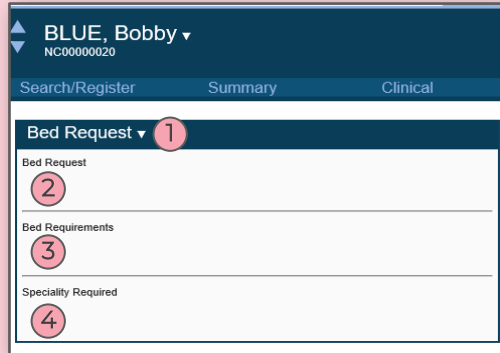 BLUE, Bobby
NC00000020
Search/Register Summary Clinical
Bed Request 1
Bed Request
2
Bed Requirements
3
Speciality Required
4